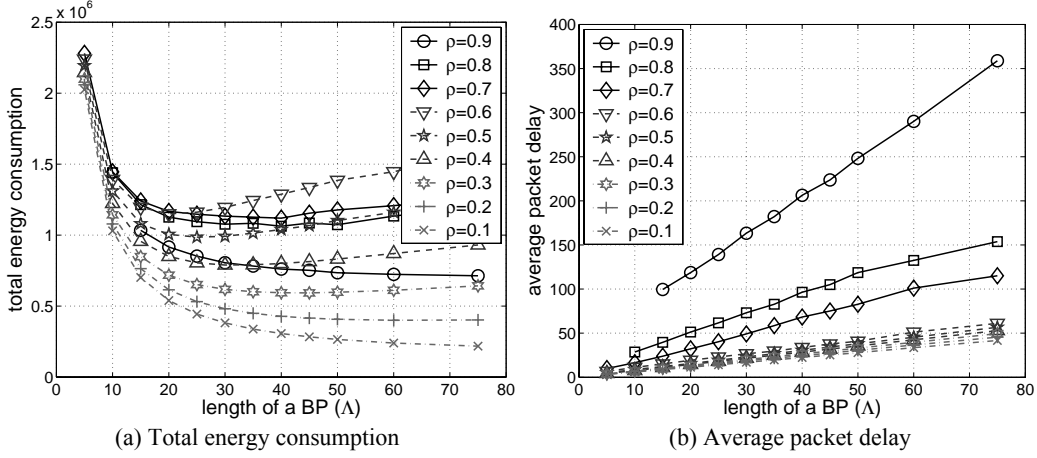 x 10^6
2.5
2
1.5
1
0.5
0
total energy consumption
0 10 20 30 40 50 60 70 80
length of a BP (Λ)
ρ=0.9
ρ=0.8
ρ=0.7
ρ=0.6
ρ=0.5
ρ=0.4
ρ=0.3
ρ=0.2
ρ=0.1
(a) Total energy consumption
400
350
300
250
200
150
100
50
0
average packet delay
0 10 20 30 40 50 60 70 80
length of a BP (Λ)
ρ=0.9
ρ=0.8
ρ=0.7
ρ=0.6
ρ=0.5
ρ=0.4
ρ=0.3
ρ=0.2
ρ=0.1
(b) Average packet delay